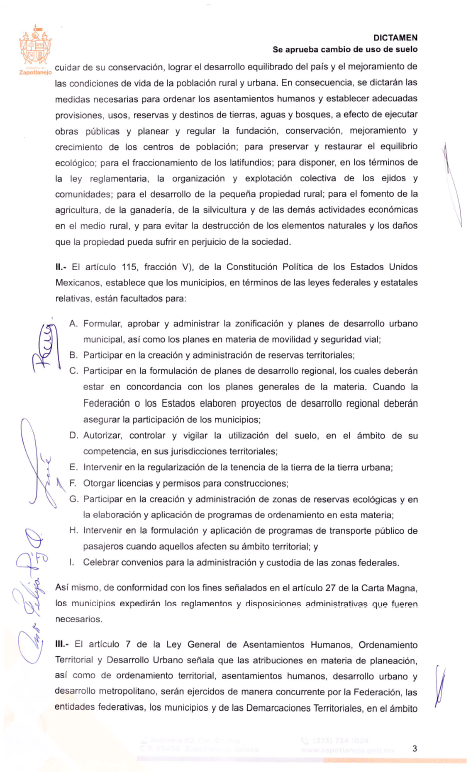 Zapotlanejo
DICTAMEN
Se aprueba cambio de uso de suelo
cuidar de su conservación, lograr el desarrollo equilibrado del país y el mejoramiento de
las condiciones de vida de la población rural y urbana. En consecuencia, se dictarán las
medidas necesarias para ordenar los asentamientos humanos y establecer adecuadas
provisiones, usos, reservas y destinos de tierras, aguas y bosques, a efecto de ejecutar
obras públicas y planear y regular la fundación, conservación, mejoramiento y
crecimiento de los centros de población; para preservar y restaurar el equilibrio
ecológico; para el fraccionamiento de los latifundios; para disponer, en los términos de
la ley reglamentaria, la organización y explotación colectiva de los ejidos y
comunidades; para el desarrollo de la pequeña propiedad rural; para el fomento de la
agricultura, de la ganadería, de la silvicultura y de las demás actividades económicas
en el medio rural, y para evitar la destrucción de los elementos naturales y los daños
que la propiedad pueda sufrir en perjuicio de la sociedad.
II.- El artículo 115, fracción V), de la Constitución Política de los Estados Unidos
Mexicanos, establece que los municipios, en términos de las leyes federales y estatales
relativas, están facultados para:
A. Formular, aprobar y administrar la zonificación y planes de desarrollo urbano
municipal, así como los planes en materia de movilidad y seguridad vial;
B. Participar en la creación y administración de reservas territoriales;
C. Participar en la formulación de planes de desarrollo regional, los cuales deberán
estar en concordancia con los planes generales de la materia. Cuando la
Federación o los Estados elaboren proyectos de desarrollo regional deberán
asegurar la participación de los municipios;
D. Autorizar, controlar y vigilar la utilización del suelo, en el ámbito de su
competencia, en sus jurisdicciones territoriales;
E. Intervenir en la regularización de la tenencia de la tierra de la tierra urbana;
F. Otorgar licencias y permisos para construcciones;
G. Participar en la creación y administración de zonas de reservas ecológicas y en
la elaboración y aplicación de programas de ordenamiento en esta materia;
H. Intervenir en la formulación y aplicación de programas de transporte público de
pasajeros cuando aquellos afecten su ámbito territorial; y
I. Celebrar convenios para la administración y custodia de las zonas federales.
Así mismo, de conformidad con los fines señalados en el artículo 27 de la Carta Magna,
los municipios expedirán los reglamentos y disposiciones administrativas que fueren
necesarios.
III.- El artículo 7 de la Ley General de Asentamientos Humanos, Ordenamiento
Territorial y Desarrollo Urbano señala que las atribuciones en materia de planeación,
así como de ordenamiento territorial, asentamientos humanos, desarrollo urbano y
desarrollo metropolitano, serán ejercidos de manera concurrente por la Federación, las
entidades federativas, los municipios y de las Demarcaciones Territoriales, en el ámbito
3